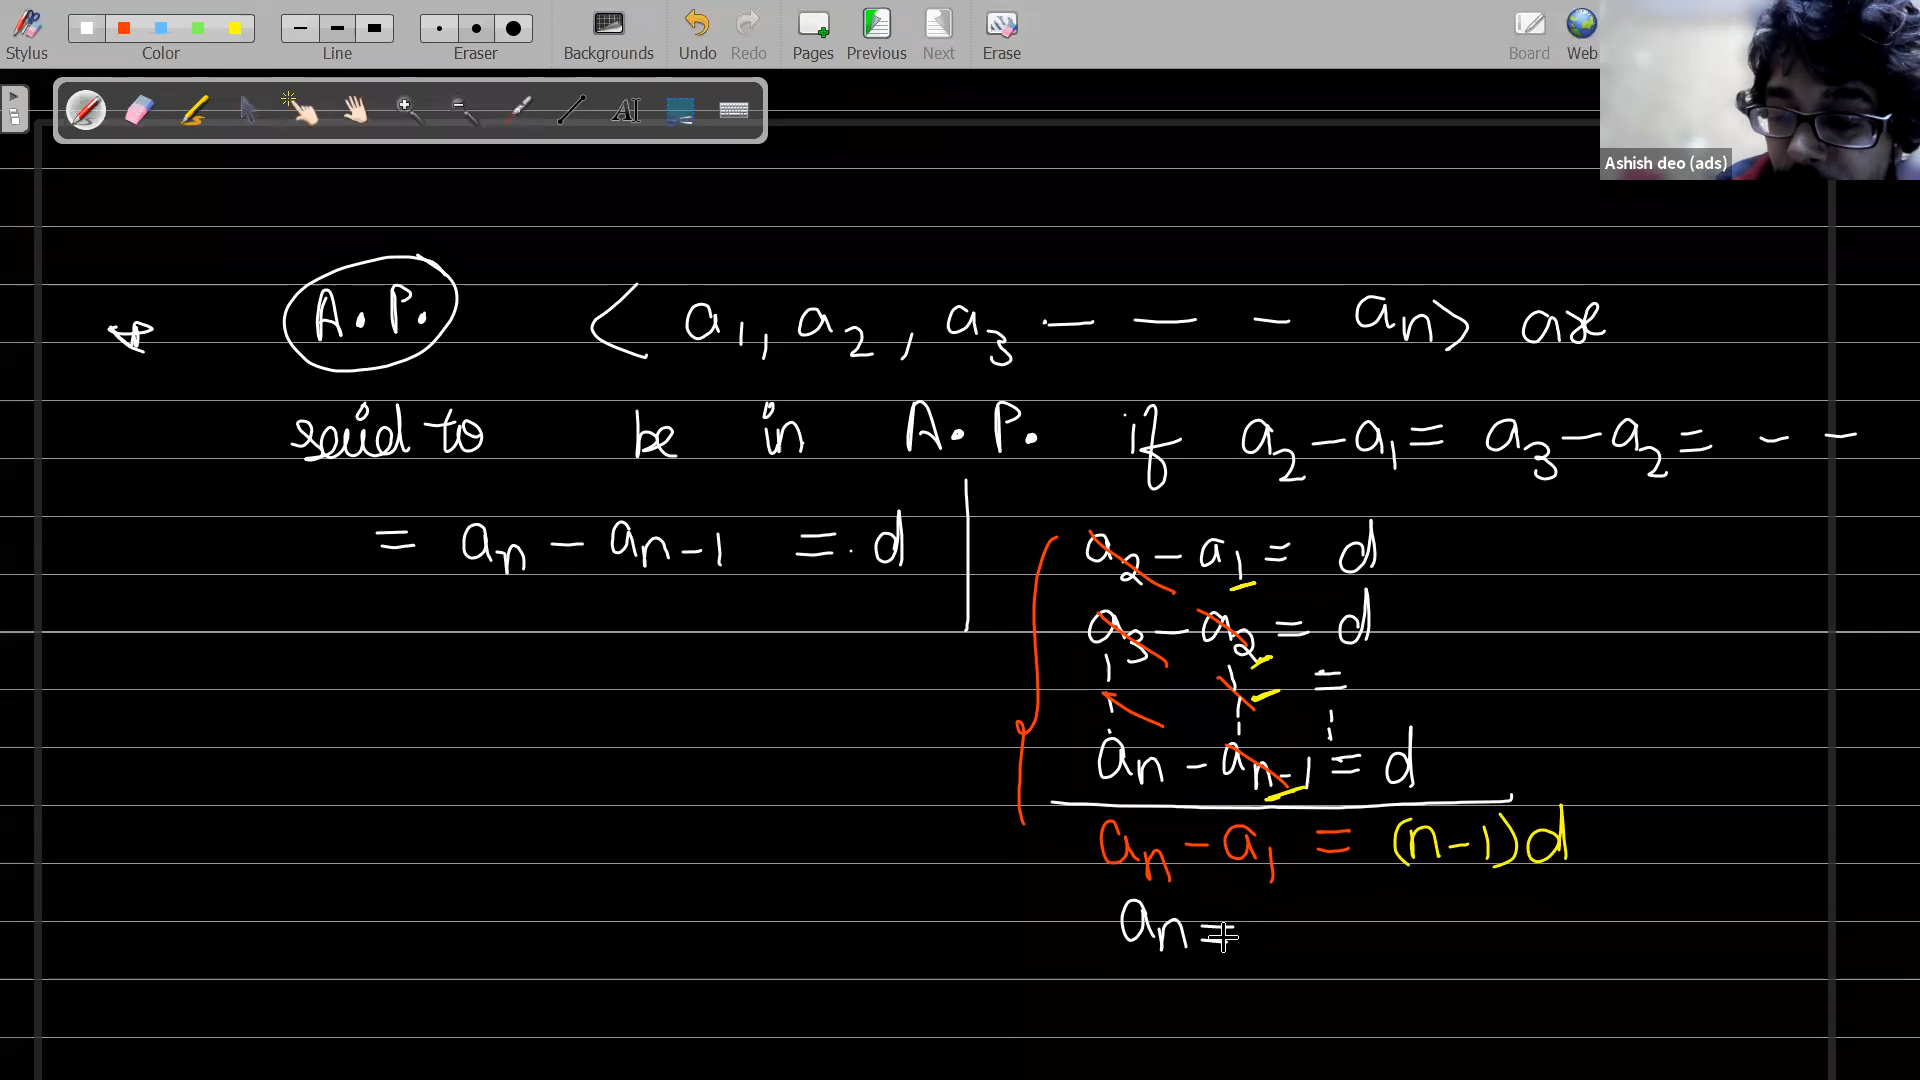 Stylus Color Line Eraser Backgrounds Undo Redo Pages Previous Next Erase Board Web
AI
Ashish deo (ads)
A.P. < a₁, a₂, a₃ - - - aₙ> are
said to be in A.P. if a₂ - a₁ = a₃ - a₂ = - -
= aₙ - aₙ₋₁ = d
a₂ - a₁ = d
a₃ - a₂ = d
=
aₙ - aₙ₋₁ = d
aₙ - a₁ = (n-1)d
aₙ =